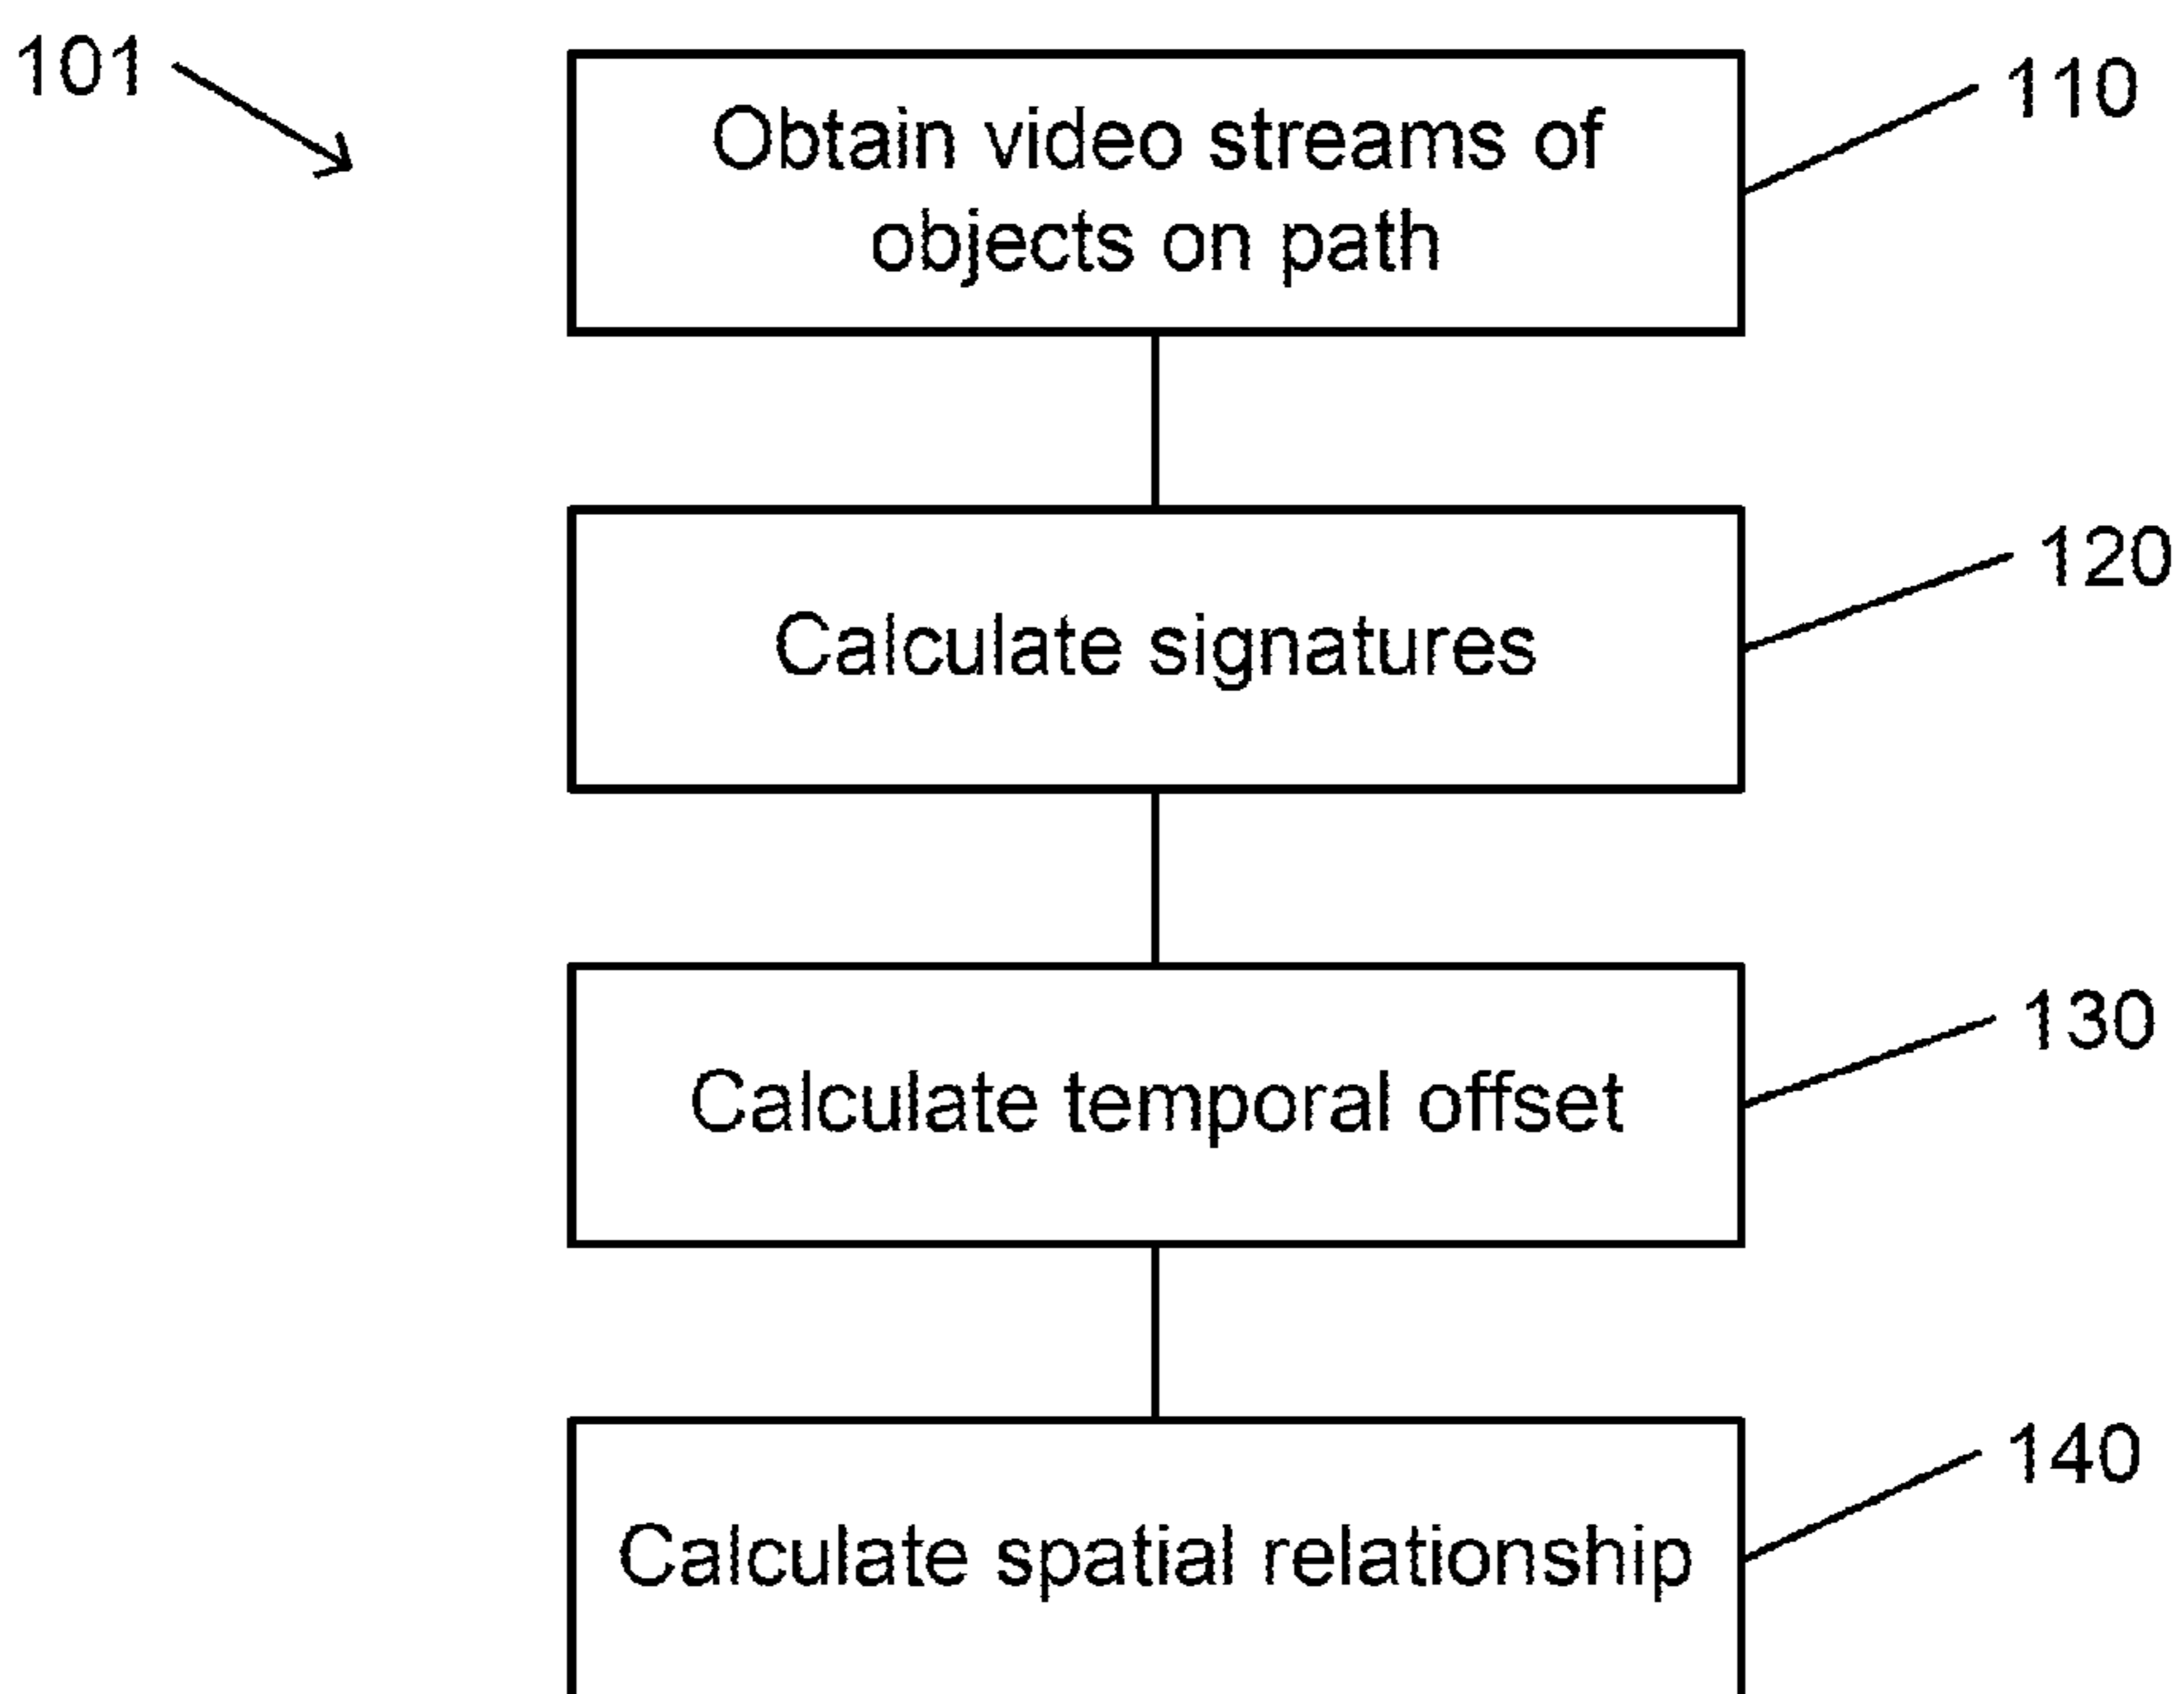 101
110
Obtain video streams of
objects on path
120
Calculate signatures
130
Calculate temporal offset
140
Calculate spatial relationship